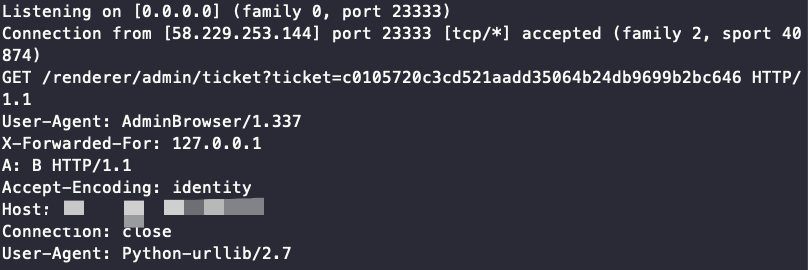 Listening on [0.0.0.0] (family 0, port 23333)
Connection from [58.229.253.144] port 23333 [tcp/*] accepted (family 2, sport 40
874)
GET /renderer/admin/ticket?ticket=c0105720c3cd521aadd35064b24db9699b2bc646 HTTP/
1.1
User-Agent: AdminBrowser/1.337
X-Forwarded-For: 127.0.0.1
A: B HTTP/1.1
Accept-Encoding: identity
Host:
Connection: close
User-Agent: Python-urllib/2.7